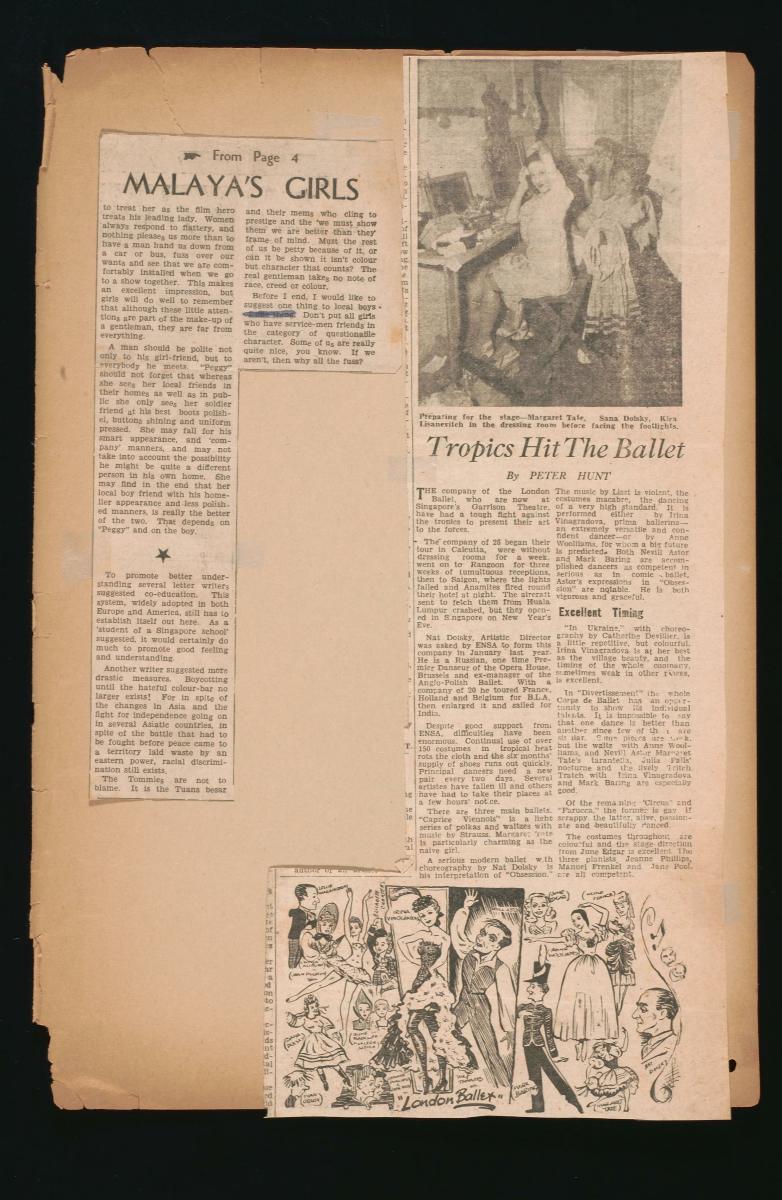 From Page 4
MALAYA'S GIRLS
to treat her as the film hero
treats his leading lady. Women
always respond to flattery, and
nothing pleases us more than to
have a man hand us down from
a car or bus, fuss over our
wants and see that we are com-
fortably installed when we go
to a show together. This makes
an excellent impression, but
girls will do well to remember
that although these little atten-
tions are part of the make-up of
a gentleman, they are far from
everything.
A man should be polite not
only to his girl-friend, but to
everybody he meets. "Peggy"
should not forget that whereas
she sees her local friends in
their homes as well as in pub-
lic she only sees her soldier
friend at his best boots polish-
el, buttons shining and uniform
pressed. She may fall for his
smart appearance, and 'com-
pany' manners, and may not
take into account the possibility
he might be quite a different
person in his own home. She
may find in the end that her
local boy friend with his home-
lier appearance and less polish-
ed manners, is really the better
of the two. That depends on
"Peggy" and on the boy.
To promote better under-
standing several letter writers
suggested co-education. This
system, widely adopted in both
Europe and America, still has to
establish itself out here. As a
'student of a Singapore school'
suggested, it would certainly do
much to promote good feeling
and understanding.
Another writer suggested more
drastic measures. Boycotting
until the hateful colour-bar no
larger exists! For in spite of
the changes in Asia and the
fight for independence going on
in several Asiatic countries, in
spite of the battle that had to
be fought before peace came to
a territory laid waste by an
eastern power, racial discrimi-
nation still exists.
The Tommies are not to
blame. It is the Tuans besar
and their mems who cling to
prestige and the 'we must show
them we are better than they'
frame of mind. Must the rest
of us be petty because of it, or
can it be shown it isn't colour
but character that counts? The
real gentleman takes no note of
race, creed or colour.
Before I end, I would like to
suggest one thing to local boys
Don't put all girls
who have service-men friends in
the category of questionable
character. Some of us are really
quite nice, you know. If we
aren't, then why all the fuss?
Preparing for the stage—Margaret Tate, Sana Dolsky, Kira
Lisanevitch in the dressing room before facing the footlights.
Tropics Hit The Ballet
By PETER HUNT
THE company of the London
Ballet, who are now at
Singapore's Garrison Theatre,
have had a tough fight against
the tropics to present their art
to the forces.
The company of 26 began their
tour in Calcutta, were without
dressing rooms for a week,
went on to Rangoon for three
weeks of tumultuous receptions,
then to Saigon, where the lights
failed and Anamites fired round
their hotel at night. The aircraft
sent to fetch them from Kuala
Lumpur crashed, but they open-
ed in Singapore on New Year's
Eve.
Nat Dolsky, Artistic Director
was asked by ENSA to form this
company in January last year.
He is a Russian, one time Pre-
mier Danseur of the Opera House,
Brussels and ex-manager of the
Anglo-Polish Ballet. With a
company of 20 he toured France,
Holland and Belgium for B.L.A.
then enlarged it and sailed for
India.
Despite good support from
ENSA, difficulties have been
enormous. Continual use of over
150 costumes in tropical heat
rots the cloth and the six months'
supply of shoes runs out quickly.
Principal dancers need a new
pair every two days. Several
artistes have fallen ill and others
have had to take their places at
a few hours' notice.
There are three main ballets.
"Caprice Viennois" is a light
series of polkas and waltzes with
music by Strauss. Margaret Tate
is particularly charming as the
naive girl.
A serious modern ballet with
choreography by Nat Dolsky is
his interpretation of "Obsession."
The music by Liszt is violent, the
costumes macabre, the dancing
of a very high standard. It is
performed either by Irina
Vinagradova, prima ballerina—
an extremely versatile and con-
fident dancer—or by Anne
Woolliams, for whom a big future
is predicted. Both Nevill Astor
and Mark Baring are accom-
plished dancers as competent in
serious as in comic ballet,
Astor's expressions in "Obses-
sion" are notable. He is both
vigorous and graceful.
Excellent Timing
"In Ukraine," with choreo-
graphy by Catherine Devillier, is
a little repetitive, but colourful.
Irina Vinagradova is at her best
as the village beauty, and the
timing of the whole company,
sometimes weak in other places,
is excellent.
In "Divertissement" the whole
Corps de Ballet has an oppor-
tunity to show its individual
talents. It is impossible to say
that one dance is better than
another since few of them are
similar. Some pieces are weak,
but the waltz with Anne Wool-
liams, and Nevill Astor Margaret
Tate's tarantella, Julia Falls'
nocturne and the lively Tritch
Tratch with Irina Vinagradova
and Mark Baring are especially
good.
Of the remaining "Circus" and
"Farucca," the former is gay if
scrappy the latter, alive, passion-
ate and beautifully danced.
The costumes throughout are
colourful and the stage-direction
from June Edgar is excellent. The
three pianists, Jeanne Phillips,
Manuel Frenkel and Jane Pool,
are all competent.
"London Ballet"